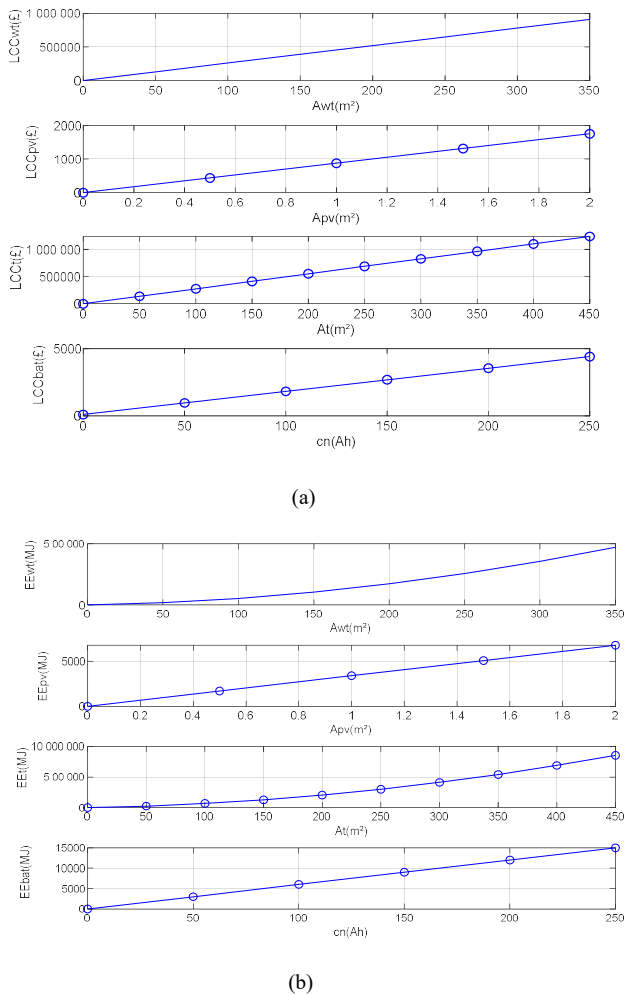 1 000 000
500000
0
LCCwt(£)
0 50 100 150 200 250 300 350
Awt(m²)
2000
1000
0
LCCpv(£)
0 0.2 0.4 0.6 0.8 1 1.2 1.4 1.6 1.8 2
Apv(m²)
1 000 000
500000
0
LCCt(£)
0 50 100 150 200 250 300 350 400 450
At(m²)
5000
0
LCCbat(£)
0 50 100 150 200 250
cn(Ah)
(a)
5 00 000
0
EEwt(MJ)
0 50 100 150 200 250 300 350
Awt(m²)
5000
0
EEpv(MJ)
0 0.2 0.4 0.6 0.8 1 1.2 1.4 1.6 1.8 2
Apv(m²)
10 000 000
5 00 000
0
EEt(MJ)
0 50 100 150 200 250 300 350 400 450
At(m²)
15000
10000
5000
0
EEbat(MJ)
0 50 100 150 200 250
cn(Ah)
(b)